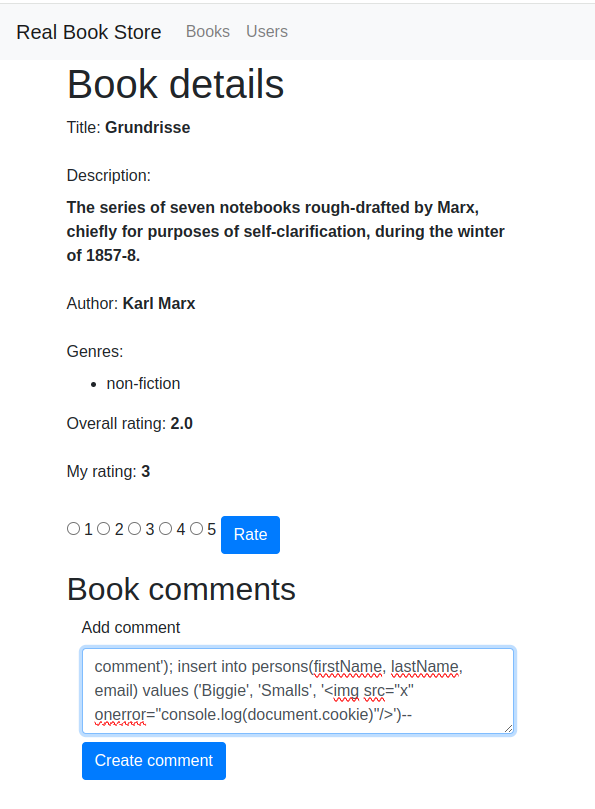 Real Book Store Books Users
Book details
Title: Grundrisse
Description:
The series of seven notebooks rough-drafted by Marx,
chiefly for purposes of self-clarification, during the winter
of 1857-8.
Author: Karl Marx
Genres:
• non-fiction
Overall rating: 2.0
My rating: 3
1 2 3 4 5 Rate
Book comments
Add comment
comment'); insert into persons(firstName, lastName,
email) values ('Biggie', 'Smalls', '<img src="x"
onerror="console.log(document.cookie)"/>')--
Create comment